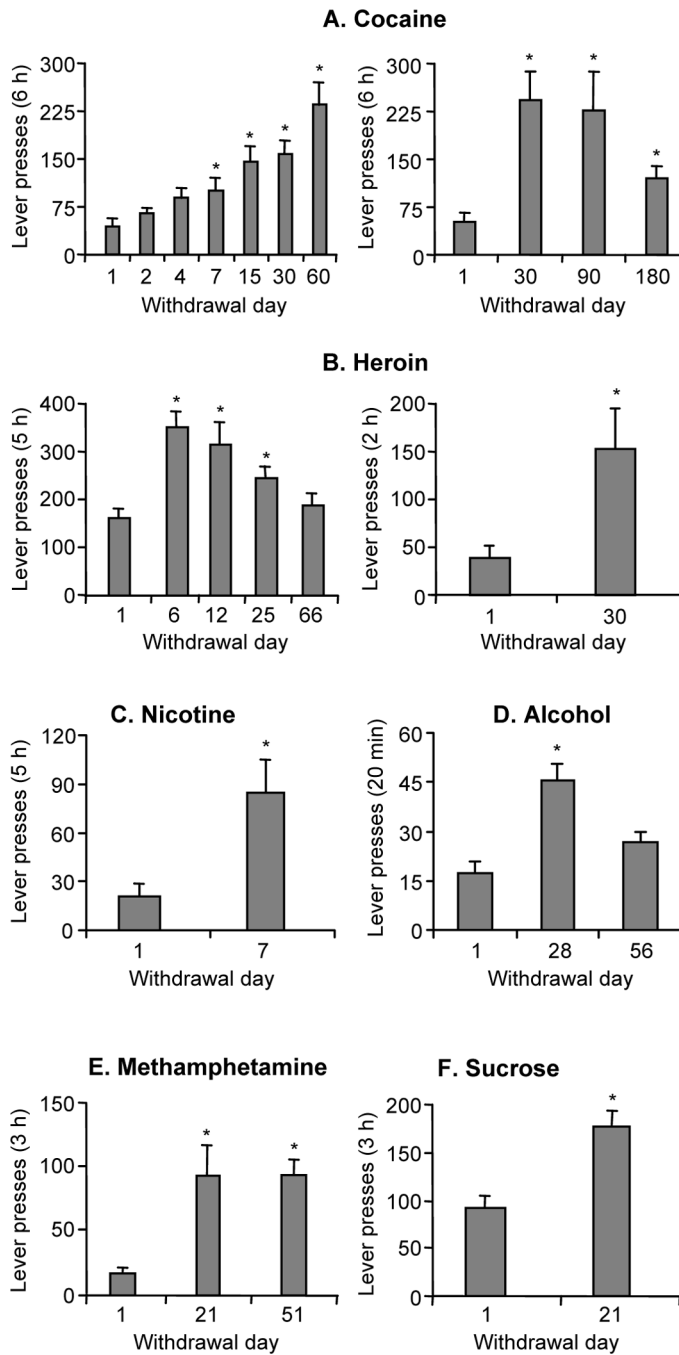 A. Cocaine
Lever presses (6 h)
300
225
150
75
0
*
*
*
*
1 2 4 7 15 30 60
Withdrawal day
Lever presses (6 h)
300
225
150
75
0
*
*
*
1 30 90 180
Withdrawal day
B. Heroin
Lever presses (5 h)
400
300
200
100
0
*
*
*
1 6 12 25 66
Withdrawal day
Lever presses (2 h)
200
150
100
50
0
*
1 30
Withdrawal day
C. Nicotine
Lever presses (5 h)
120
90
60
30
0
*
1 7
Withdrawal day
D. Alcohol
Lever presses (20 min)
60
45
30
15
0
*
1 28 56
Withdrawal day
E. Methamphetamine
Lever presses (3 h)
150
100
50
0
*
*
1 21 51
Withdrawal day
F. Sucrose
Lever presses (3 h)
200
150
100
50
0
*
1 21
Withdrawal day